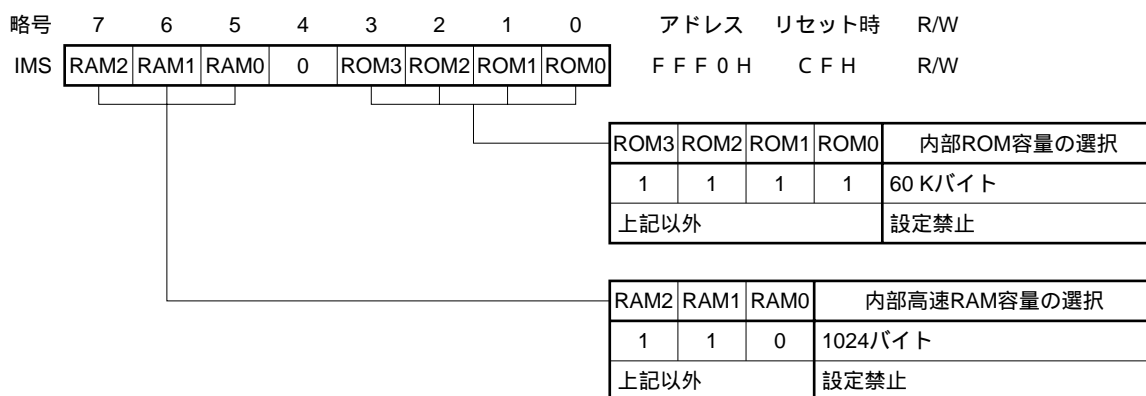 略号 7 6 5 4 3 2 1 0 アドレス リセット時 R/W
IMS RAM2 RAM1 RAM0 0 ROM3 ROM2 ROM1 ROM0 FFF0H CFH R/W
ROM3 ROM2 ROM1 ROM0 内部ROM容量の選択
1 1 1 1 60 Kバイト
上記以外 設定禁止
RAM2 RAM1 RAM0 内部高速RAM容量の選択
1 1 0 1024バイト
上記以外 設定禁止